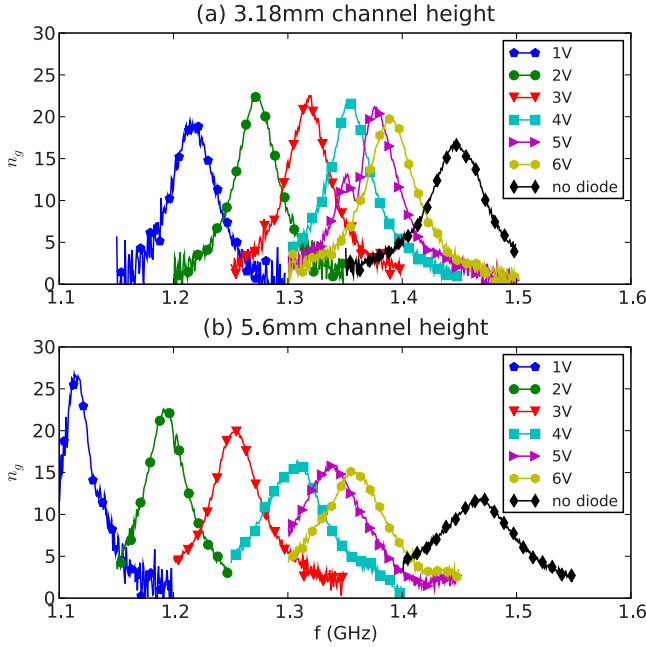 (a) 3.18mm channel height
30
25
20
15
10
5
0
n_g
1V
2V
3V
4V
5V
6V
no diode
1.1 1.2 1.3 1.4 1.5 1.6
(b) 5.6mm channel height
30
25
20
15
10
5
0
n_g
1V
2V
3V
4V
5V
6V
no diode
1.1 1.2 1.3 1.4 1.5 1.6
f (GHz)